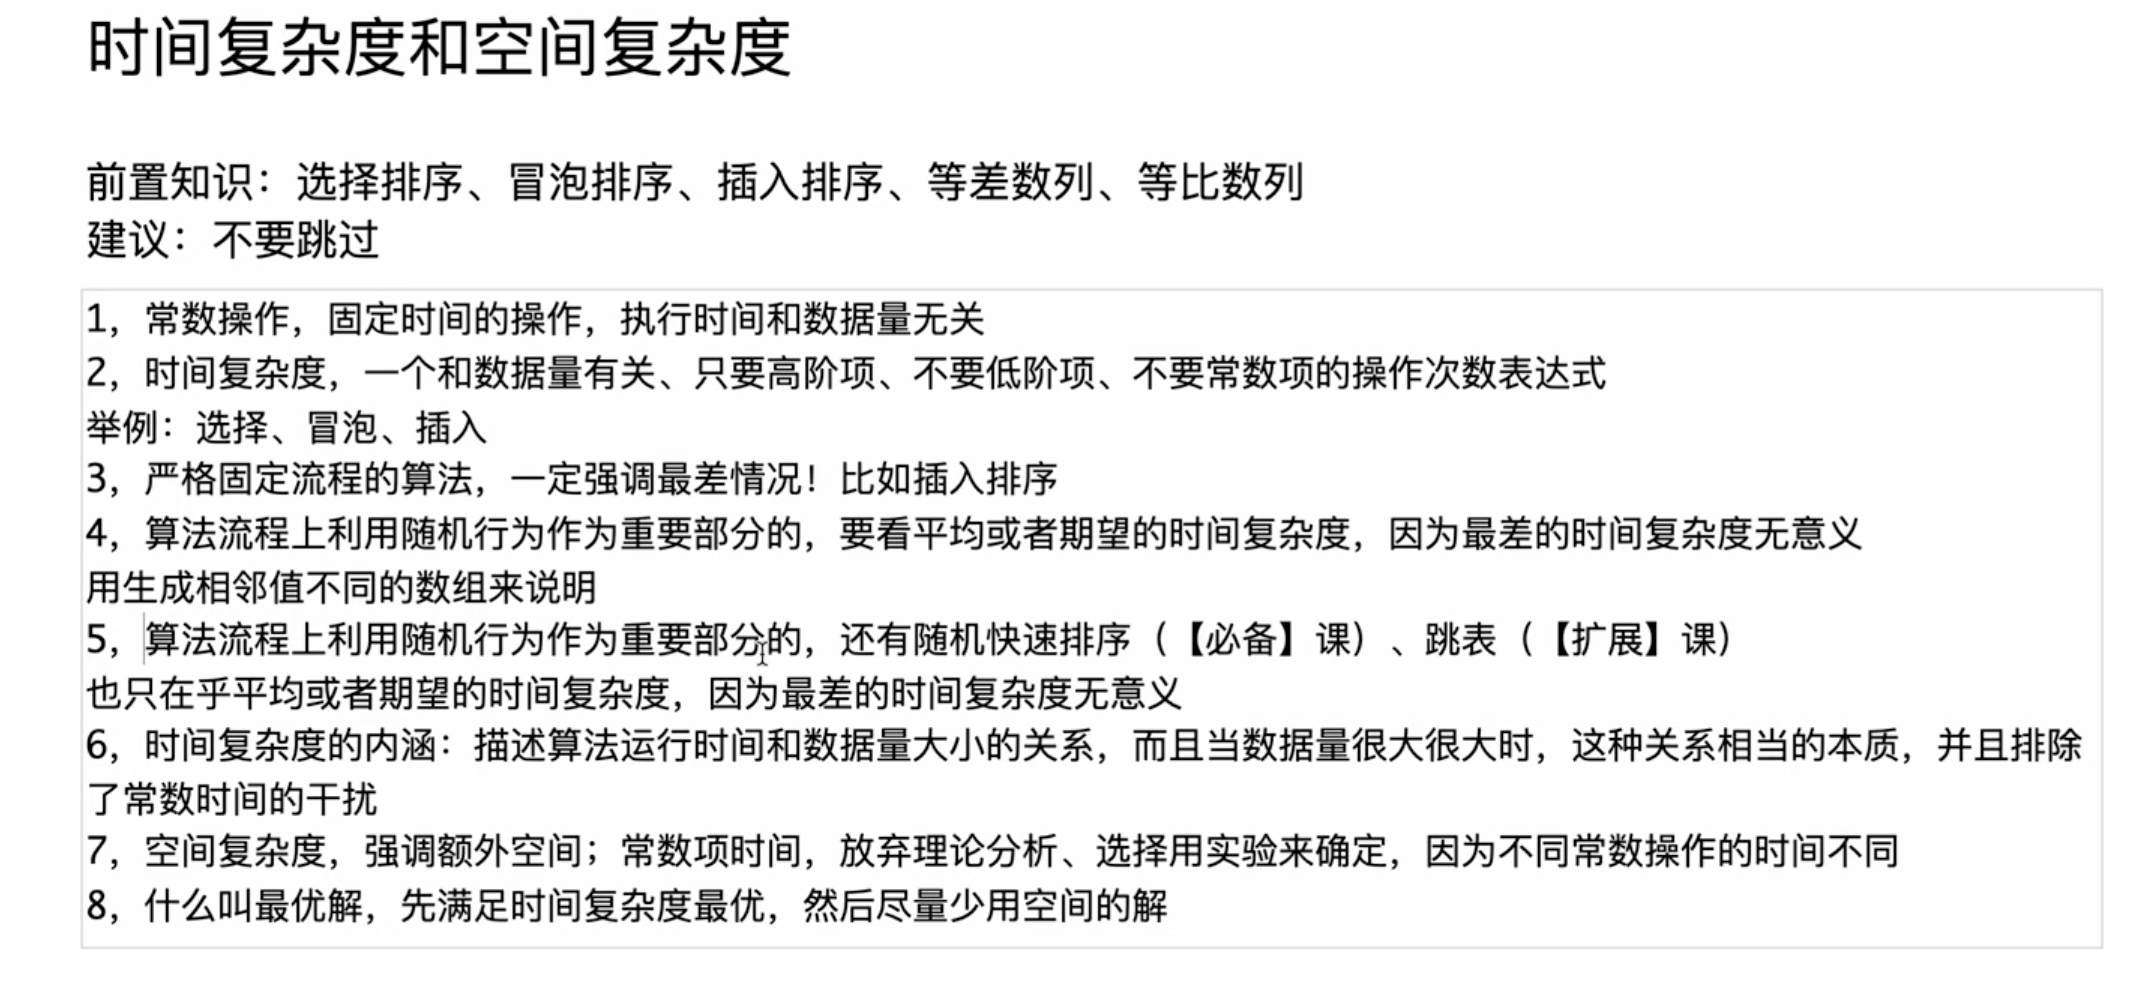 时间复杂度和空间复杂度
前置知识：选择排序、冒泡排序、插入排序、等差数列、等比数列
建议：不要跳过
1，常数操作，固定时间的操作，执行时间和数据量无关
2，时间复杂度，一个和数据量有关、只要高阶项、不要低阶项、不要常数项的操作次数表达式
举例：选择、冒泡、插入
3，严格固定流程的算法，一定强调最差情况！比如插入排序
4，算法流程上利用随机行为作为重要部分的，要看平均或者期望的时间复杂度，因为最差的时间复杂度无意义
用生成相邻值不同的数组来说明
5，算法流程上利用随机行为作为重要部分的，还有随机快速排序（【必备】课）、跳表（【扩展】课）
也只在乎平均或者期望的时间复杂度，因为最差的时间复杂度无意义
6，时间复杂度的内涵：描述算法运行时间和数据量大小的关系，而且当数据量很大很大时，这种关系相当的本质，并且排除
了常数时间的干扰
7，空间复杂度，强调额外空间；常数项时间，放弃理论分析、选择用实验来确定，因为不同常数操作的时间不同
8，什么叫最优解，先满足时间复杂度最优，然后尽量少用空间的解